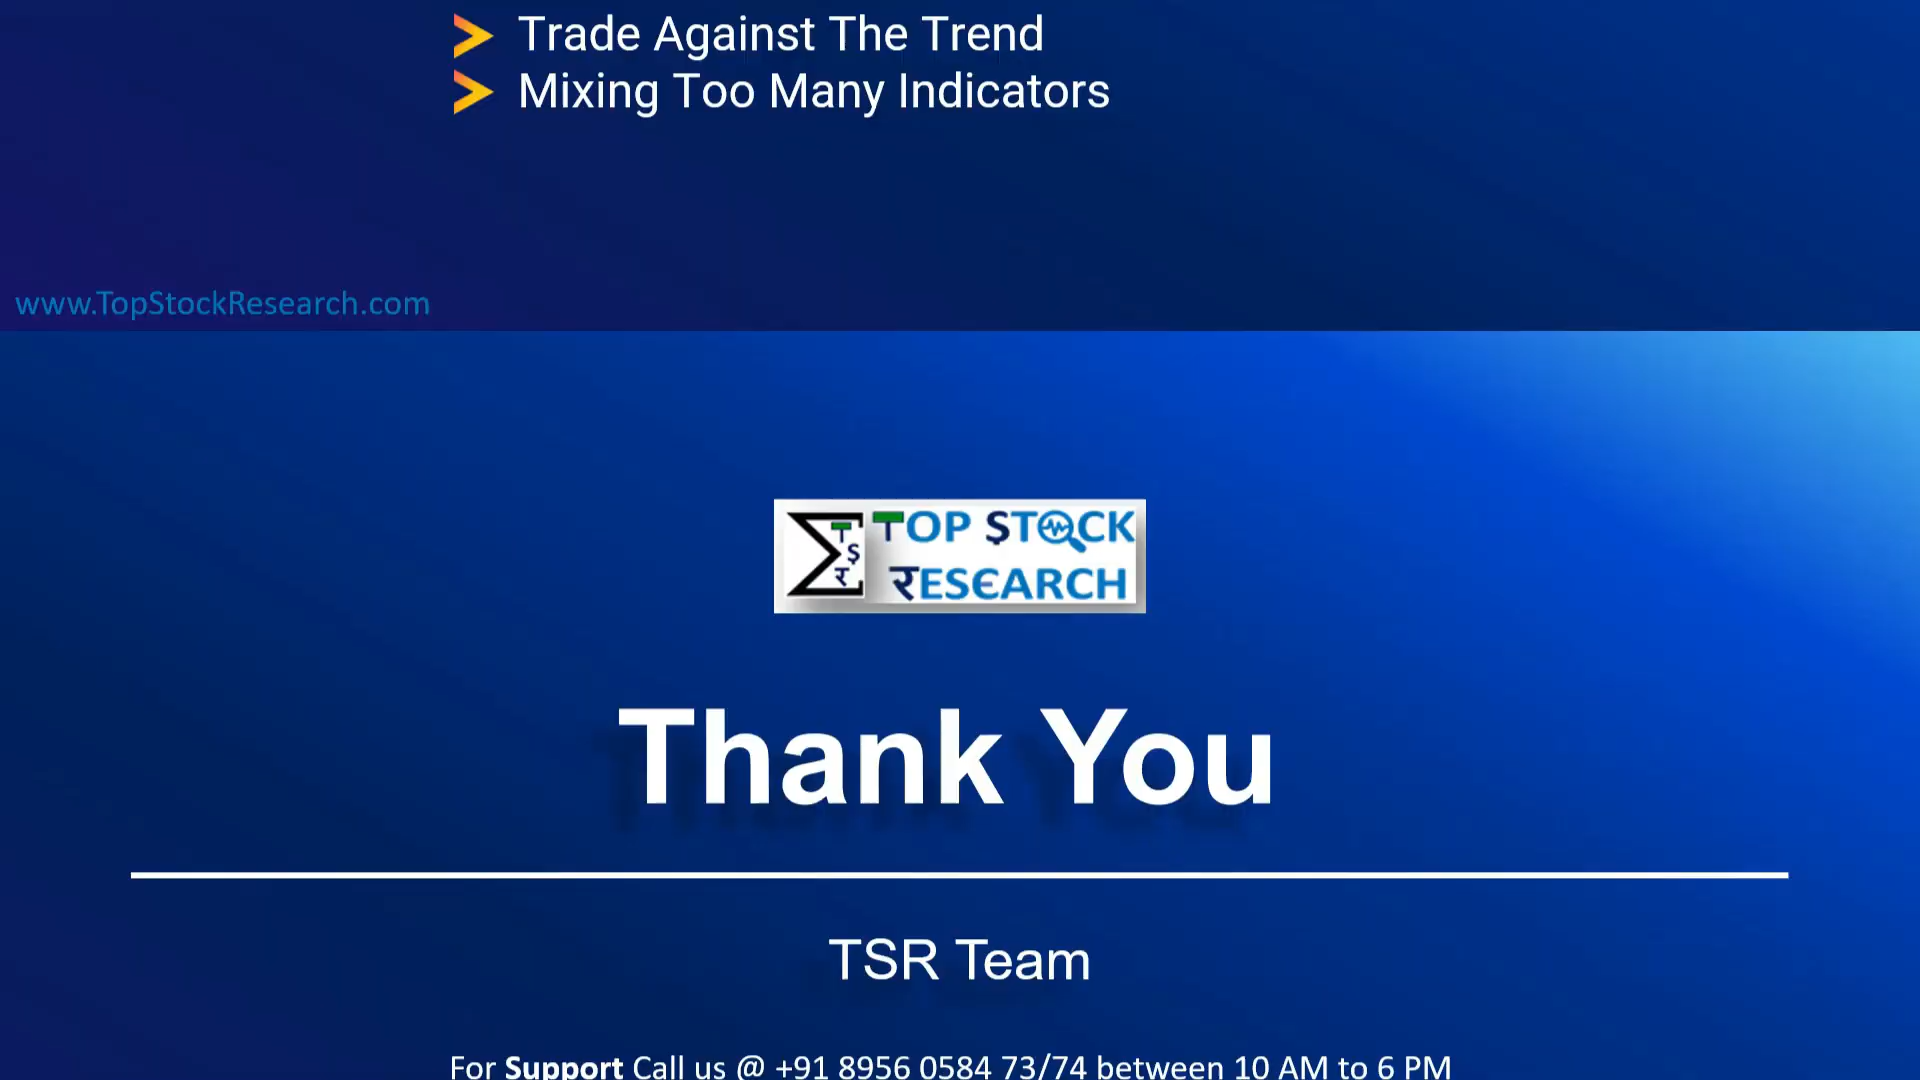 Trade Against The Trend
Mixing Too Many Indicators
www.TopStockResearch.com
T
$
₹
TOP STOCK
RESEARCH
Thank You
TSR Team
For Support Call us @ +91 8956 0584 73/74 between 10 AM to 6 PM